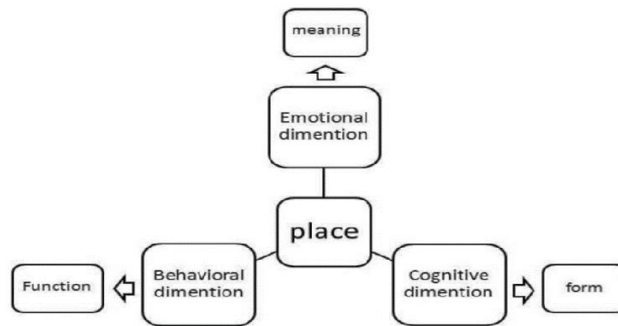 meaning
Emotional
dimention
place
Behavioral
dimention
Function
Cognitive
dimention
form